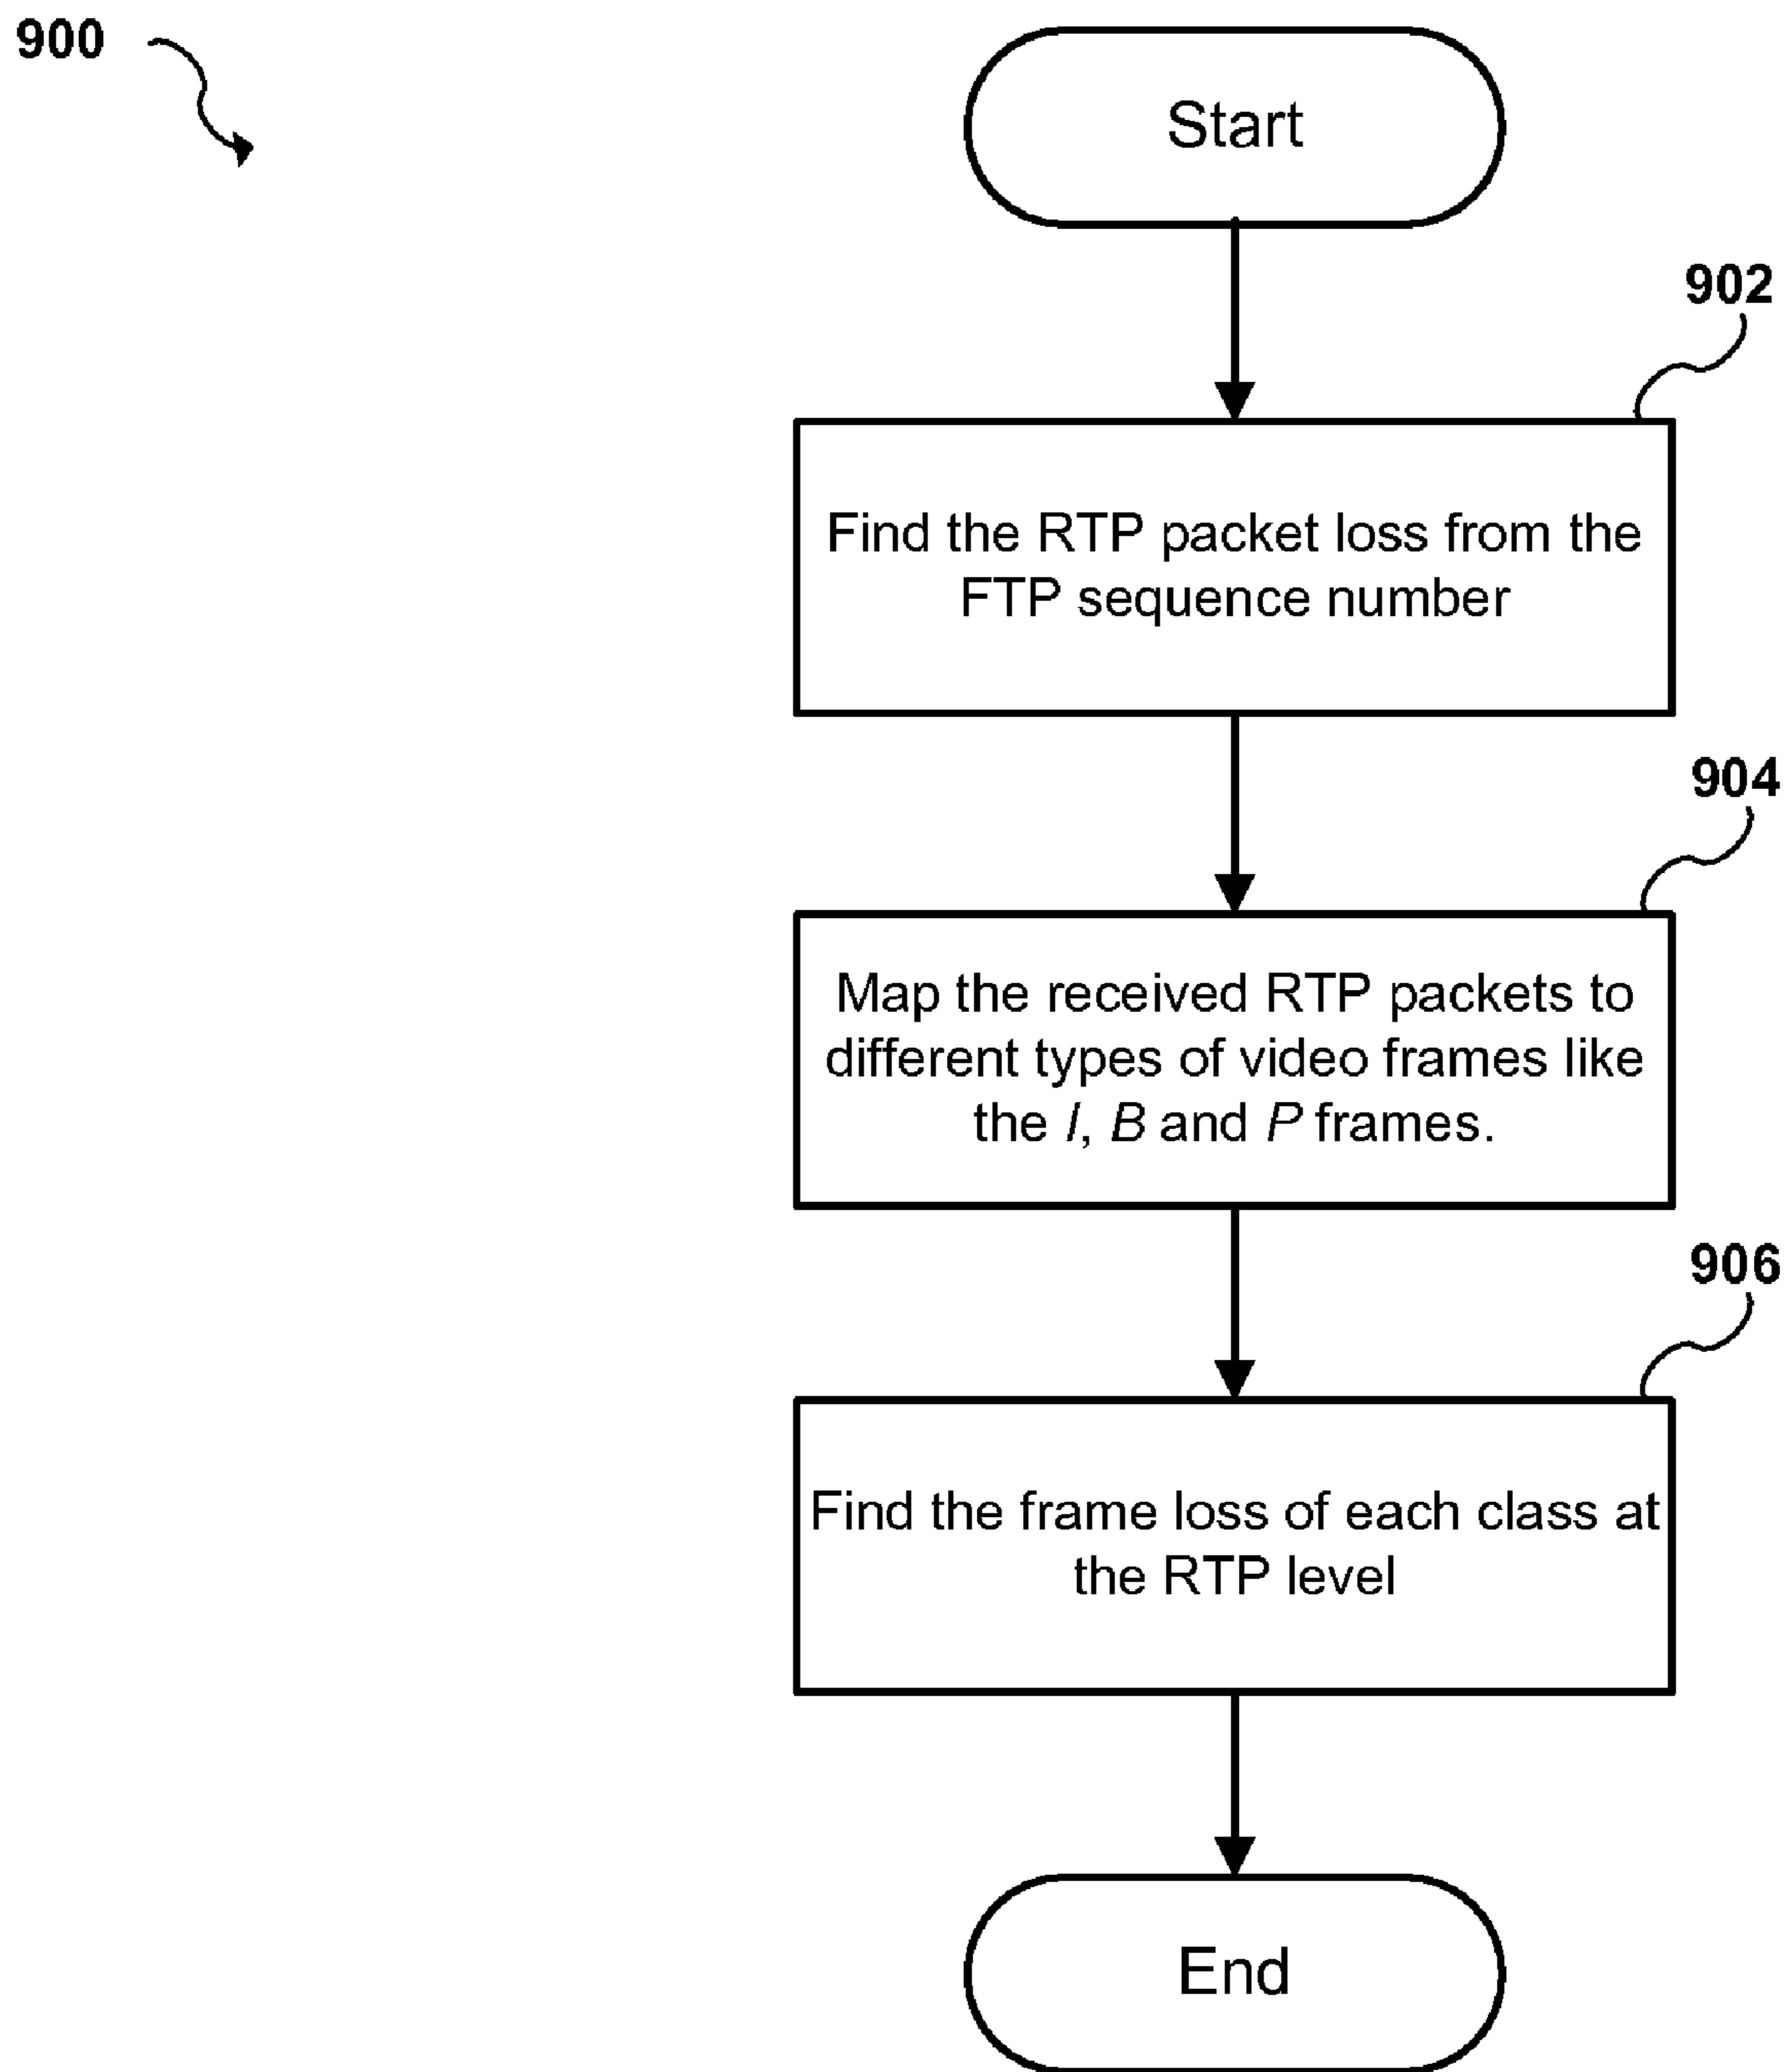 900
Start
902
Find the RTP packet loss from the
FTP sequence number
904
Map the received RTP packets to
different types of video frames like
the I, B and P frames.
906
Find the frame loss of each class at
the RTP level
End